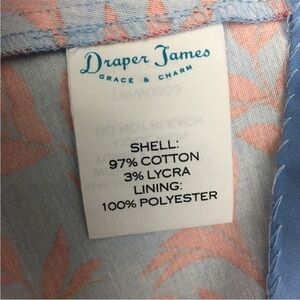 Draper James
GRACE & CHARM
SHELL:
97% COTTON
3% LYCRA
LINING:
100% POLYESTER